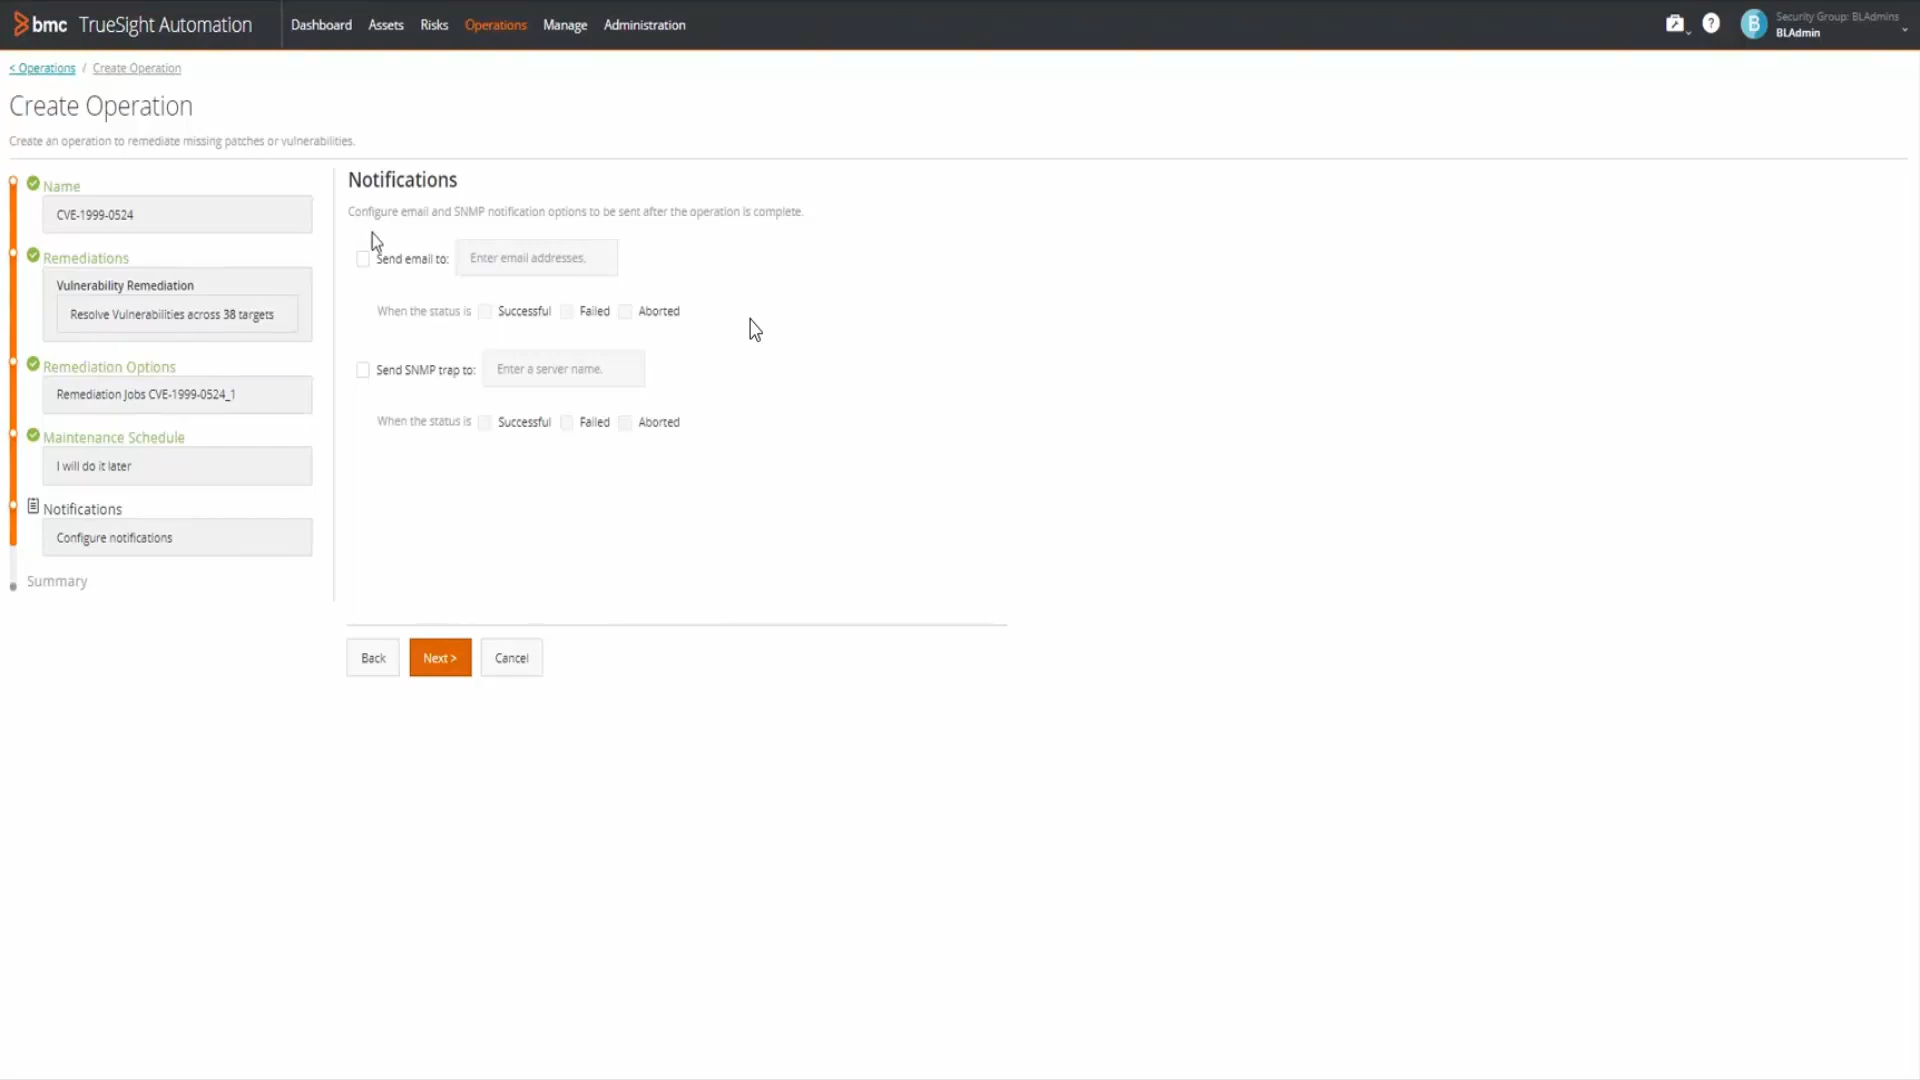 bmc TrueSight Automation Dashboard Assets Risks Operations Manage Administration ? B Security Group: BLAdmins
BLAdmin
< Operations / Create Operation
Create Operation
Create an operation to remediate missing patches or vulnerabilities.
Name
CVE-1999-0524
Remediations
Vulnerability Remediation
Resolve Vulnerabilities across 38 targets
Remediation Options
Remediation Jobs CVE-1999-0524_1
Maintenance Schedule
I will do it later
Notifications
Configure notifications
Summary
Notifications
Configure email and SNMP notification options to be sent after the operation is complete.
Send email to: Enter email addresses.
When the status is Successful Failed Aborted
Send SNMP trap to: Enter a server name.
When the status is Successful Failed Aborted
Back Next > Cancel